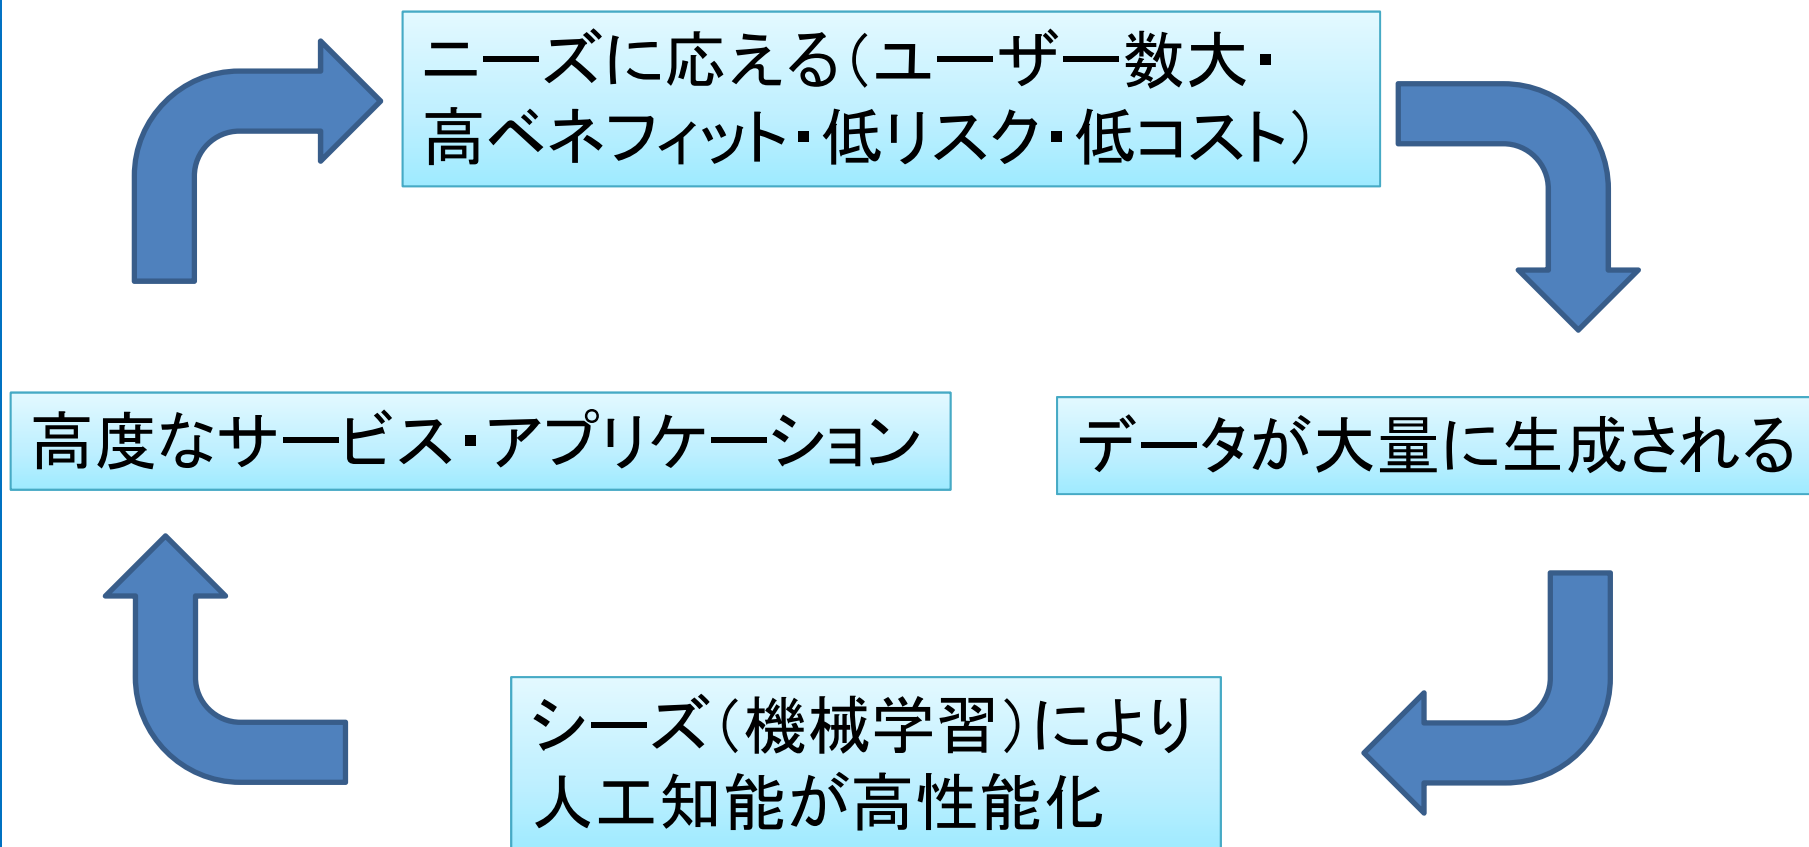 ニーズに応える（ユーザー数大・
高ベネフィット・低リスク・低コスト）
高度なサービス・アプリケーション
データが大量に生成される
シーズ（機械学習）により
人工知能が高性能化